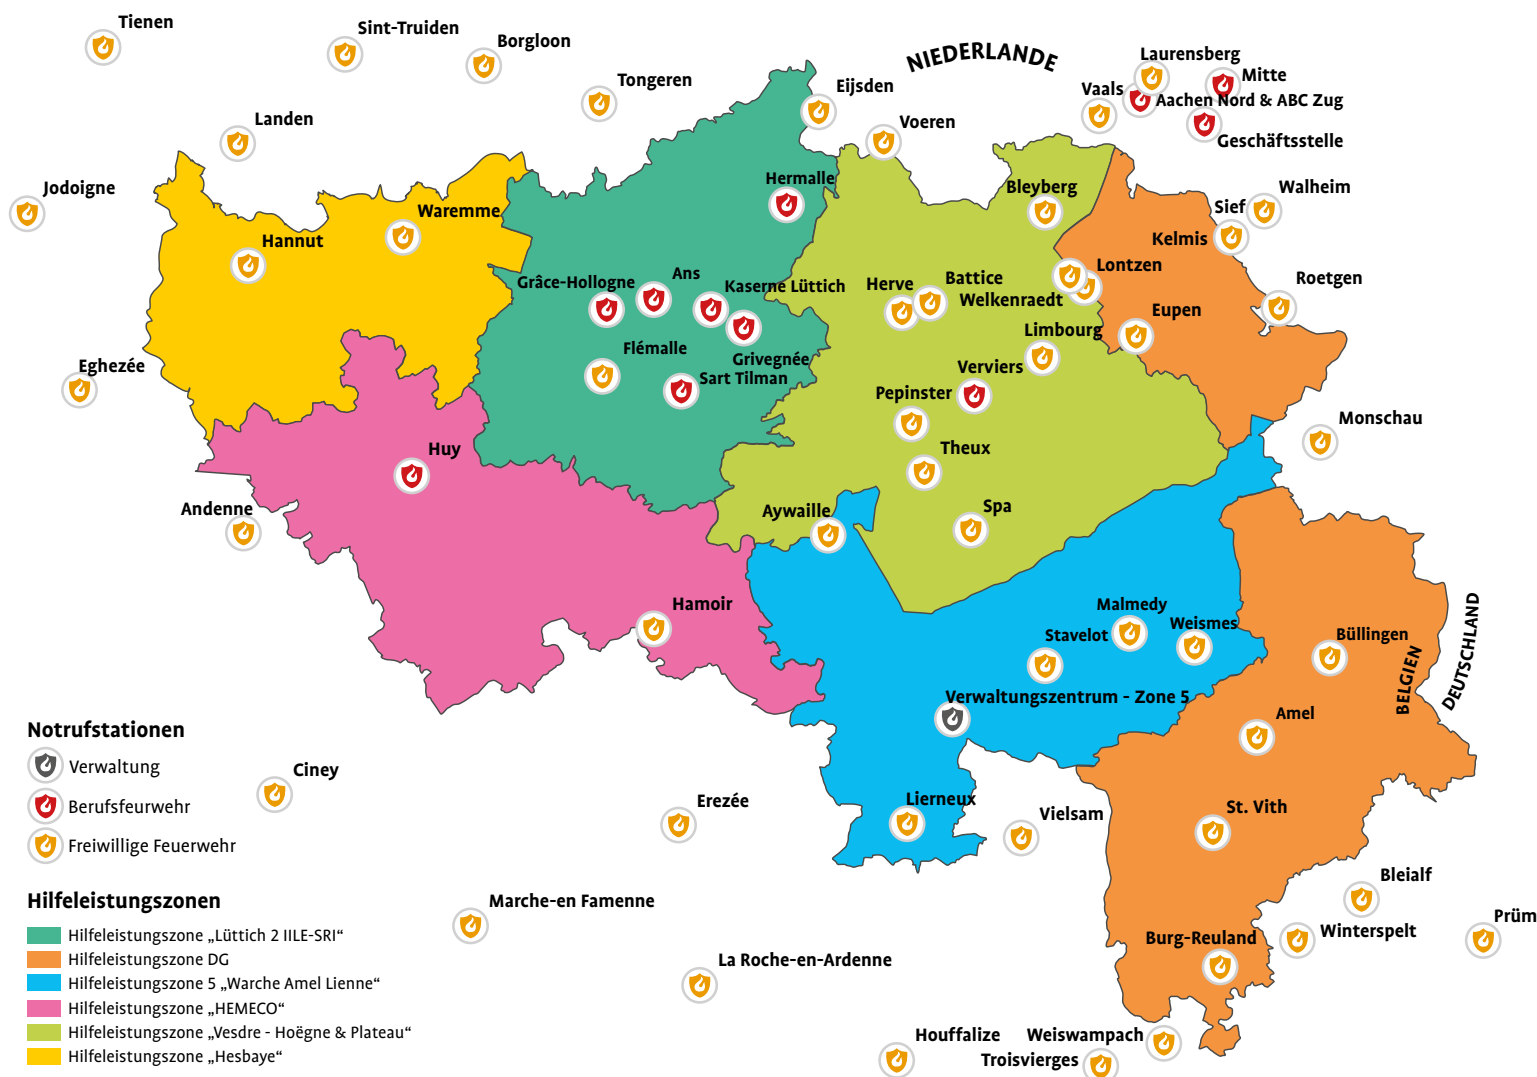 Tienen
Sint-Truiden
Borgloon
Tongeren
NIEDERLANDE
Laurensberg
Mitte
Eijsden
Vaals
Aachen Nord & ABC Zug
Landen
Voeren
Geschäftsstelle
Jodoigne
Hermalle
Bleyberg
Walheim
Waremme
Sief
Hannut
Kelmis
Ans
Lontzen
Grâce-Hollogne
Kaserne Lüttich
Herve
Battice
Roetgen
Welkenraedt
Eupen
Limbourg
Flémalle
Grivegnée
Eghezée
Verviers
Sart Tilman
Pepinster
Monschau
Huy
Theux
Andenne
Aywaille
Spa
Hamoir
Malmedy
Weismes
Stavelot
Büllingen
BELGIEN
DEUTSCHLAND
Verwaltungszentrum - Zone 5
Amel
Notrufstationen
Verwaltung
Berufsfeurwehr
Freiwillige Feuerwehr
Ciney
Erezée
Lierneux
Vielsam
St. Vith
Bleialf
Marche-en Famenne
Prüm
Winterspelt
Burg-Reuland
La Roche-en-Ardenne
Houffalize
Weiswampach
Troisvierges
Hilfeleistungszonen
Hilfeleistungszone „Lüttich 2 IILE-SRI“
Hilfeleistungszone DG
Hilfeleistungszone 5 „Warche Amel Lienne“
Hilfeleistungszone „HEMECO“
Hilfeleistungszone „Vesdre - Hoëgne & Plateau“
Hilfeleistungszone „Hesbaye“